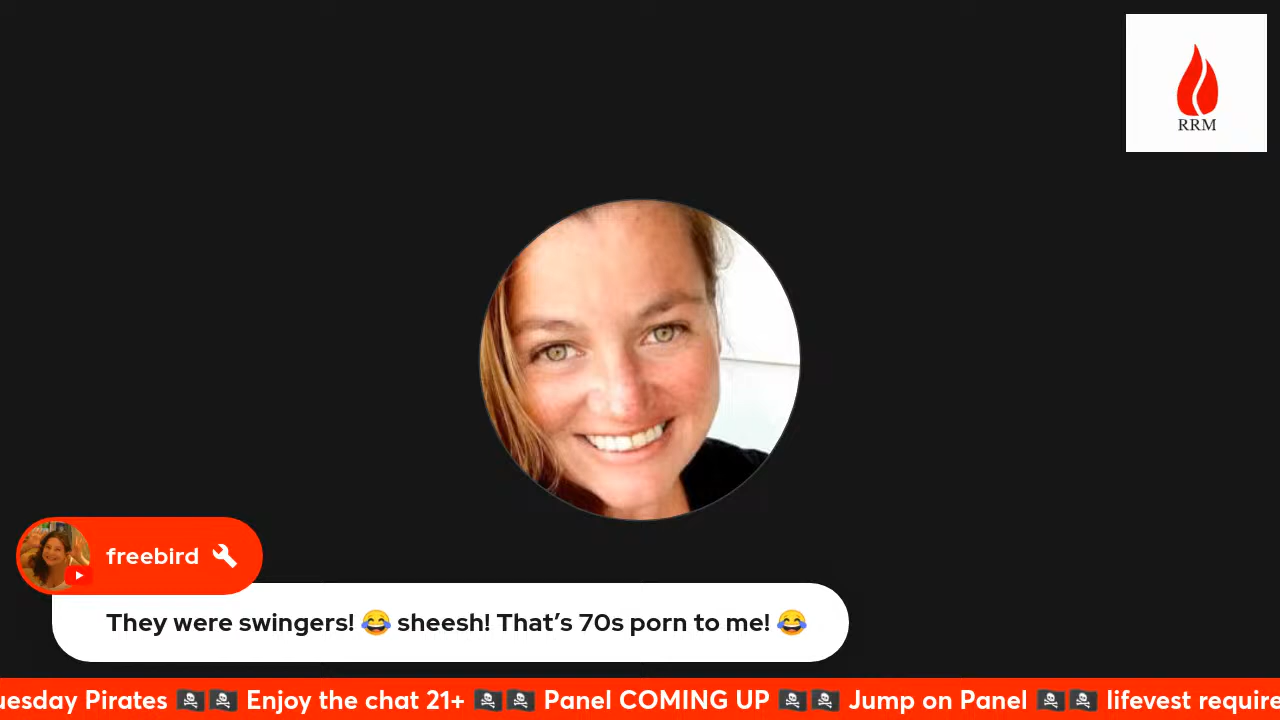 RRM
freebird
They were swingers! 😂 sheesh! That’s 70s porn to me! 😂
uesday Pirates 🏴‍☠️🏴‍☠️ Enjoy the chat 21+ 🏴‍☠️🏴‍☠️ Panel COMING UP 🏴‍☠️🏴‍☠️ Jump on Panel 🏴‍☠️🏴‍☠️ lifevest require